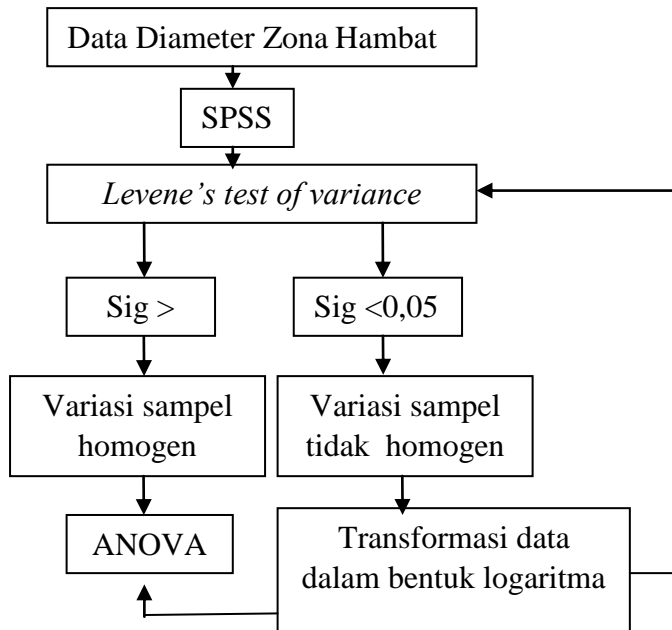 Data Diameter Zona Hambat
SPSS
Levene’s test of variance
Sig >
Sig <0,05
Variasi sampel
homogen
Variasi sampel
tidak homogen
ANOVA
Transformasi data
dalam bentuk logaritma